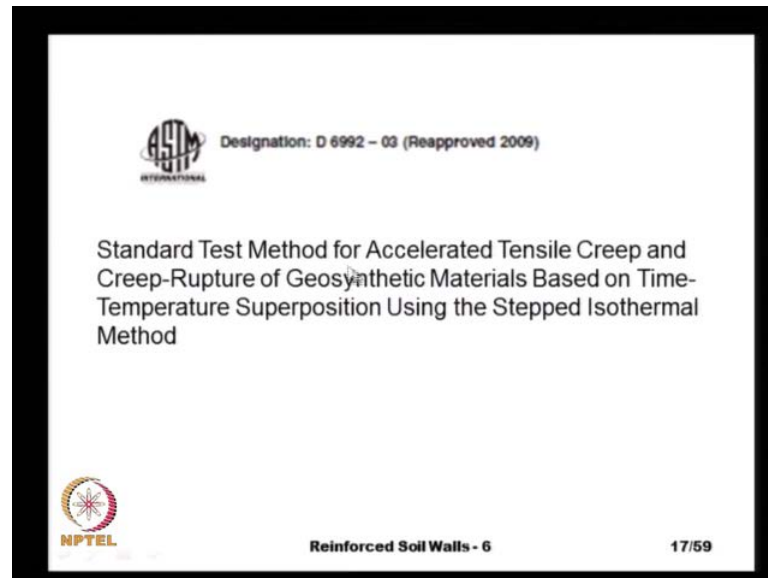 ASTM
INTERNATIONAL
Designation: D 6992 – 03 (Reapproved 2009)
Standard Test Method for Accelerated Tensile Creep and
Creep-Rupture of Geosynthetic Materials Based on Time-
Temperature Superposition Using the Stepped Isothermal
Method
NPTEL
Reinforced Soil Walls - 6
17/59